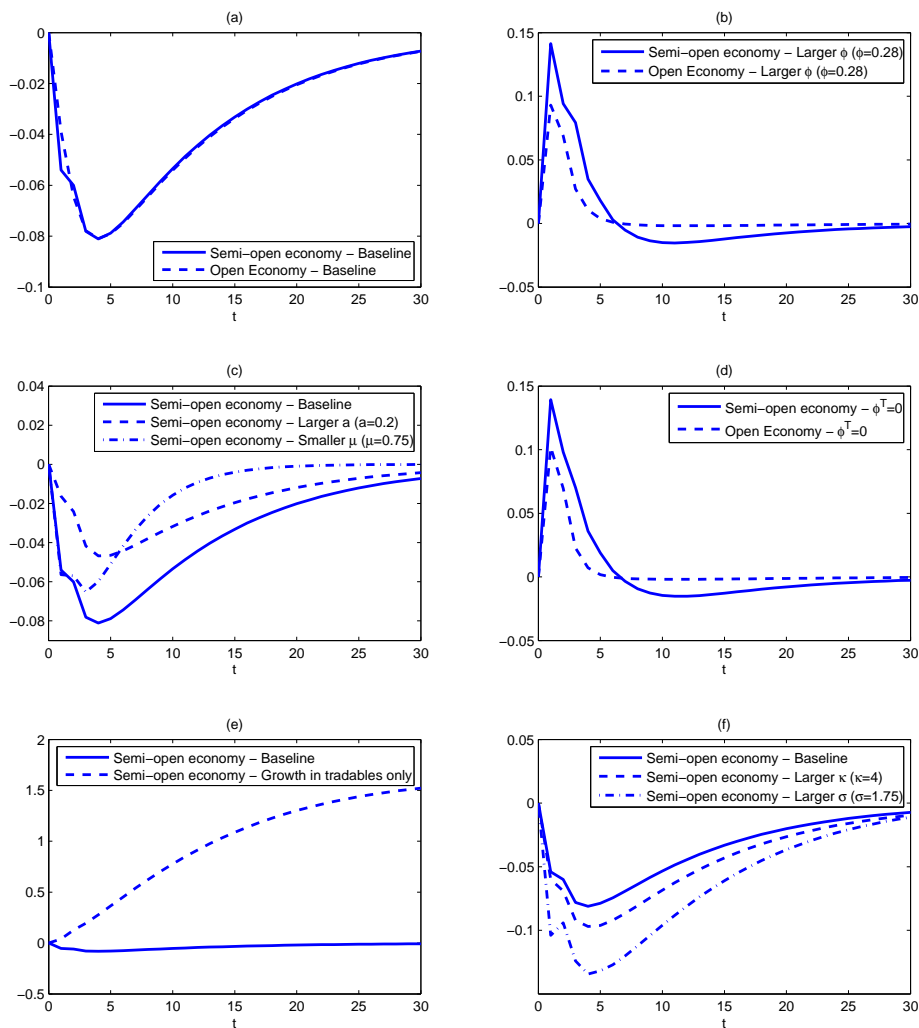 (a)
0
−0.02
−0.04
−0.06
−0.08
−0.1
Semi−open economy − Baseline
Open Economy − Baseline
0 5 10 15 20 25 30
t
(b)
0.15
0.1
0.05
0
−0.05
Semi−open economy − Larger ϕ (ϕ=0.28)
Open Economy − Larger ϕ (ϕ=0.28)
0 5 10 15 20 25 30
t
(c)
0.04
0.02
0
−0.02
−0.04
−0.06
−0.08
Semi−open economy − Baseline
Semi−open economy − Larger a (a=0.2)
Semi−open economy − Smaller μ (μ=0.75)
0 5 10 15 20 25 30
t
(d)
0.15
0.1
0.05
0
−0.05
Semi−open economy − ϕ^T=0
Open Economy − ϕ^T=0
0 5 10 15 20 25 30
t
(e)
2
1.5
1
0.5
0
−0.5
Semi−open economy − Baseline
Semi−open economy − Growth in tradables only
0 5 10 15 20 25 30
t
(f)
0.05
0
−0.05
−0.1
Semi−open economy − Baseline
Semi−open economy − Larger κ (κ=4)
Semi−open economy − Larger σ (σ=1.75)
0 5 10 15 20 25 30
t